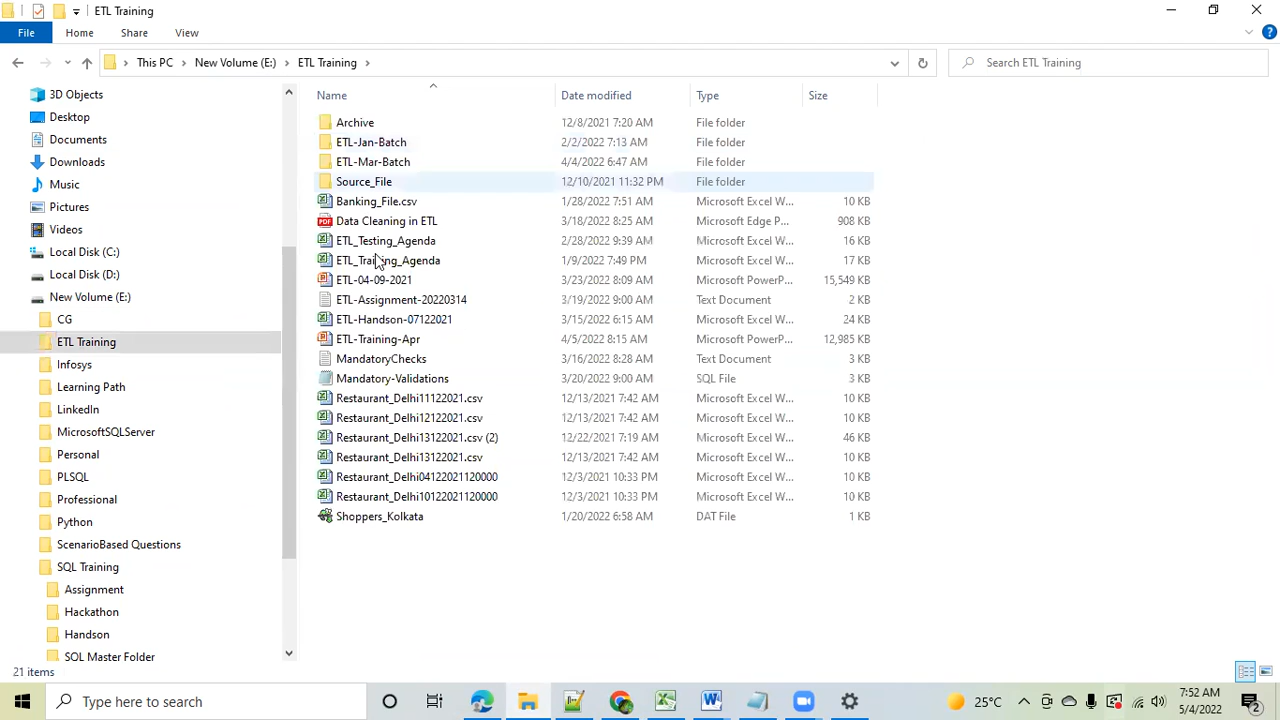 ETL Training
File Home Share View
This PC New Volume (E:) ETL Training Search ETL Training
Name Date modified Type Size
3D Objects
Desktop
Documents
Downloads
Music
Pictures
Videos
Local Disk (C:)
Local Disk (D:)
New Volume (E:)
CG
ETL Training
Infosys
Learning Path
LinkedIn
MicrosoftSQLServer
Personal
PLSQL
Professional
Python
ScenarioBased Questions
SQL Training
Assignment
Hackathon
Handson
SQL Master Folder
Archive 12/8/2021 7:20 AM File folder
ETL-Jan-Batch 2/2/2022 7:13 AM File folder
ETL-Mar-Batch 4/4/2022 6:47 AM File folder
Source_File 12/10/2021 11:32 PM File folder
Banking_File.csv 1/28/2022 7:51 AM Microsoft Excel W... 10 KB
PDF Data Cleaning in ETL 3/18/2022 8:25 AM Microsoft Edge P... 908 KB
ETL_Testing_Agenda 2/28/2022 9:39 AM Microsoft Excel W... 16 KB
ETL_Training_Agenda 1/9/2022 7:49 PM Microsoft Excel W... 17 KB
ETL-04-09-2021 3/23/2022 8:09 AM Microsoft PowerP... 15,549 KB
ETL-Assignment-20220314 3/19/2022 9:00 AM Text Document 2 KB
ETL-Handson-07122021 3/15/2022 6:15 AM Microsoft Excel W... 24 KB
ETL-Training-Apr 4/5/2022 8:15 AM Microsoft PowerP... 12,985 KB
MandatoryChecks 3/16/2022 8:28 AM Text Document 3 KB
Mandatory-Validations 3/20/2022 9:00 AM SQL File 3 KB
Restaurant_Delhi11122021.csv 12/13/2021 7:42 AM Microsoft Excel W... 10 KB
Restaurant_Delhi12122021.csv 12/13/2021 7:42 AM Microsoft Excel W... 10 KB
Restaurant_Delhi13122021.csv (2) 12/22/2021 7:19 AM Microsoft Excel W... 46 KB
Restaurant_Delhi13122021.csv 12/13/2021 7:42 AM Microsoft Excel W... 10 KB
Restaurant_Delhi04122021120000 12/3/2021 10:33 PM Microsoft Excel W... 10 KB
Restaurant_Delhi10122021120000 12/3/2021 10:33 PM Microsoft Excel W... 10 KB
Shoppers_Kolkata 1/20/2022 6:58 AM DAT File 1 KB
21 items
Type here to search 25°C 7:52 AM
5/4/2022 2